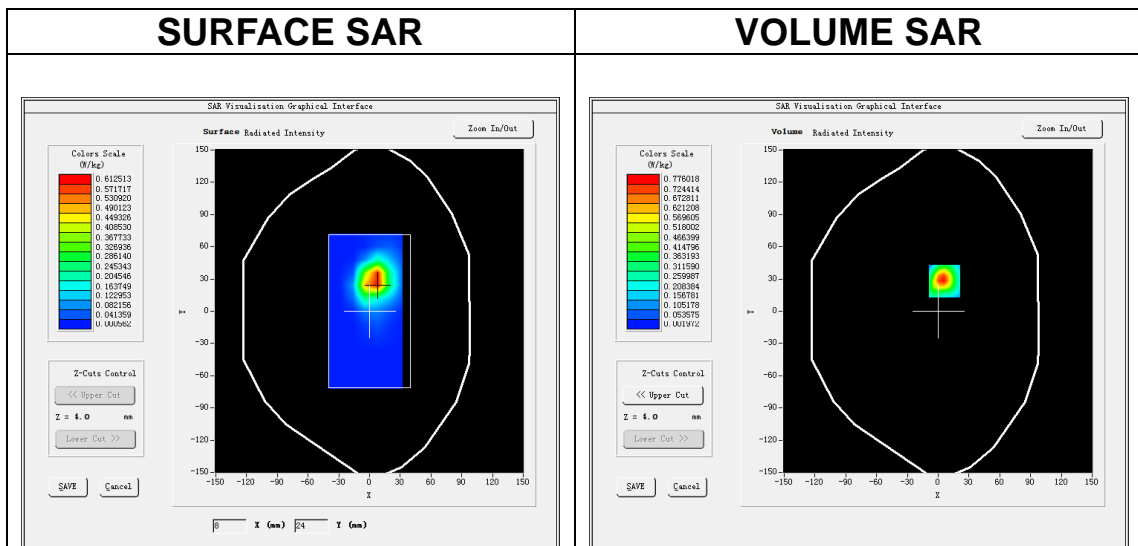 SURFACE SAR
VOLUME SAR
SAR Visualisation Graphical Interface
Surface Radiated Intensity
Zoom In/Out
Colors Scale
(W/kg)
0.612513
0.571717
0.530920
0.490123
0.449326
0.408530
0.367733
0.326936
0.286140
0.245343
0.204546
0.163749
0.122953
0.082156
0.041359
0.000562
Z-Cuts Control
<< Upper Cut
Z = 4.0 mm
Lower Cut >>
SAVE Cancel
150
120
90
60
30
0
-30
-60
-90
-120
-150
Y
-150 -120 -90 -60 -30 0 30 60 90 120 150
X
8 X (mm) 24 Y (mm)
SAR Visualisation Graphical Interface
Volume Radiated Intensity
Zoom In/Out
Colors Scale
(W/kg)
0.776018
0.724414
0.672811
0.621208
0.569605
0.518002
0.466399
0.414796
0.363193
0.311590
0.259987
0.208384
0.156781
0.105178
0.053575
0.001972
Z-Cuts Control
<< Upper Cut
Z = 4.0 mm
Lower Cut >>
SAVE Cancel
150
120
90
60
30
0
-30
-60
-90
-120
-150
Y
-150 -120 -90 -60 -30 0 30 60 90 120 150
X